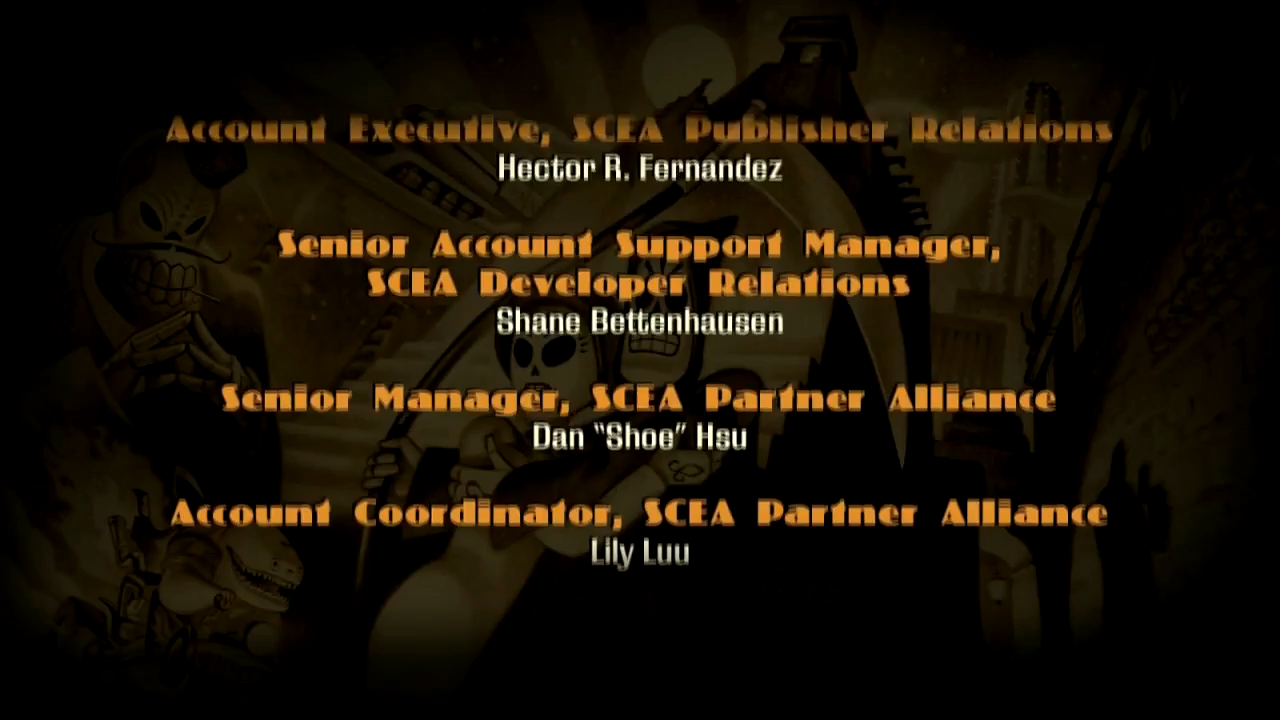 Account Executive, SCEA Publisher Relations
Hector R. Fernandez
Senior Account Support Manager,
SCEA Developer Relations
Shane Bettenhausen
Senior Manager, SCEA Partner Alliance
Dan "Shoe" Hsu
Account Coordinator, SCEA Partner Alliance
Lily Luu